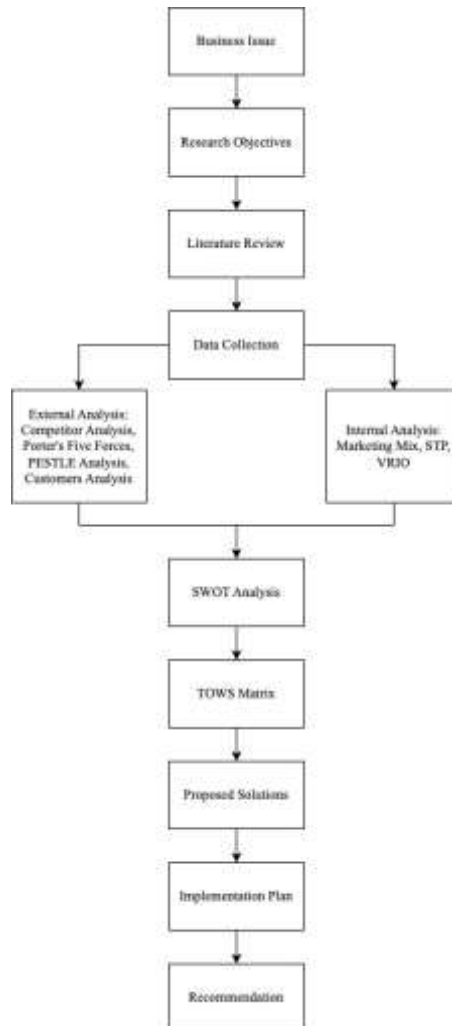 Business Issue
Research Objectives
Literature Review
Data Collection
External Analysis:
Competitor Analysis,
Porter's Five Forces,
PESTLE Analysis,
Customers Analysis
Internal Analysis:
Marketing Mix, STP,
VRIO
SWOT Analysis
TOWS Matrix
Proposed Solutions
Implementation Plan
Recommendation